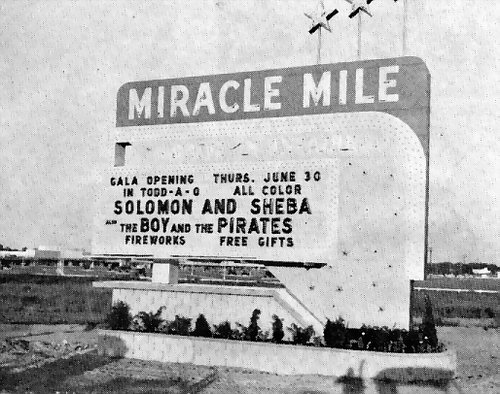 MIRACLE MILE
GALA OPENING THURS. JUNE 30
IN TODD-A-O ALL COLOR
SOLOMON AND SHEBA
ALSO THE BOY AND THE PIRATES
FIREWORKS FREE GIFTS